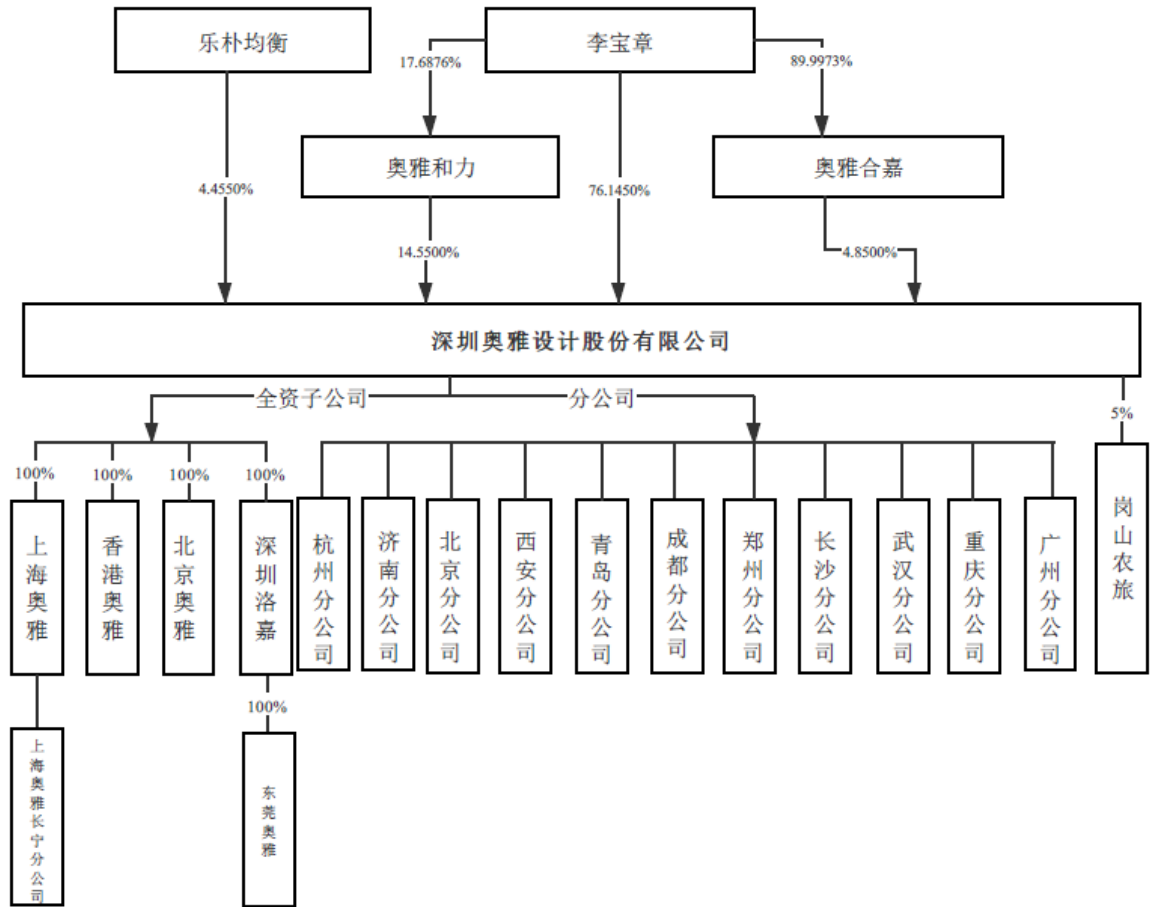 乐朴均衡
李宝章
17.6876%
89.9973%
奥雅和力
奥雅合嘉
4.4550%
76.1450%
14.5500%
4.8500%
深圳奥雅设计股份有限公司
全资子公司
分公司
5%
100%
100%
100%
100%
上海奥雅
香港奥雅
北京奥雅
深圳洛嘉
杭州分公司
济南分公司
北京分公司
西安分公司
青岛分公司
成都分公司
郑州分公司
长沙分公司
武汉分公司
重庆分公司
广州分公司
岗山农旅
100%
上海奥雅长宁分公司
东莞奥雅